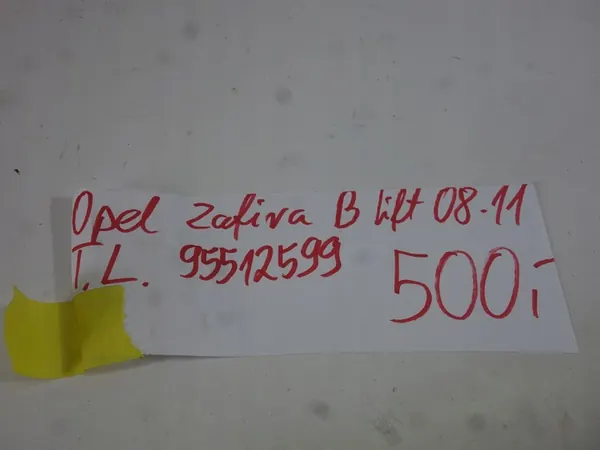 Opel Zafira B lift 08-11
T.L. 95512599 500,-